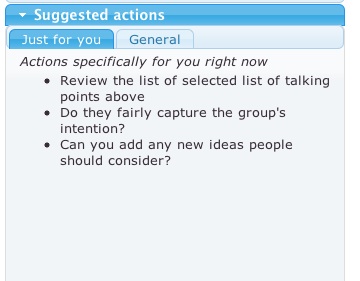 Suggested actions
Just for you General
Actions specifically for you right now
• Review the list of selected list of talking
points above
• Do they fairly capture the group's
intention?
• Can you add any new ideas people
should consider?